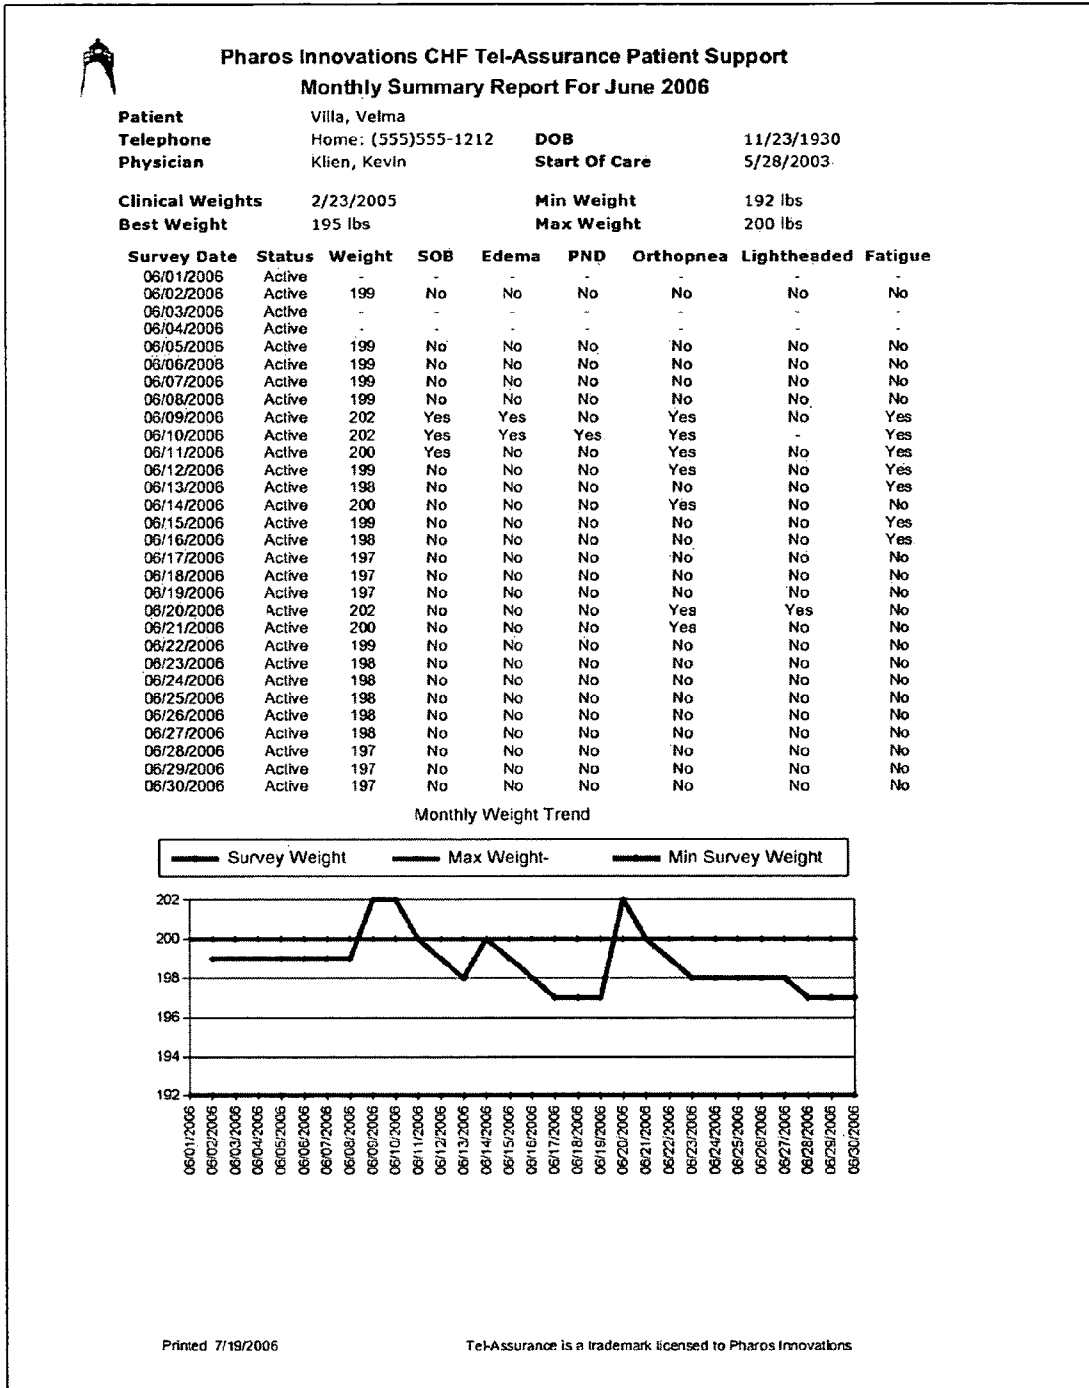 Pharos Innovations CHF Tel-Assurance Patient Support
Monthly Summary Report For June 2006
Patient Villa, Velma
Telephone Home: (555)555-1212 DOB 11/23/1930
Physician Klien, Kevin Start Of Care 5/28/2003
Clinical Weights 2/23/2005 Min Weight 192 lbs
Best Weight 195 lbs Max Weight 200 lbs
Survey Date Status Weight SOB Edema PND Orthopnea Lightheaded Fatigue
06/01/2006 Active - - - - - - -
06/02/2006 Active 199 No No No No No No
06/03/2006 Active - - - - - - -
06/04/2006 Active - - - - - - -
06/05/2006 Active 199 No No No No No No
06/06/2006 Active 199 No No No No No No
06/07/2006 Active 199 No No No No No No
06/08/2006 Active 199 No No No No No No
06/09/2006 Active 202 Yes Yes No Yes No Yes
06/10/2006 Active 202 Yes Yes Yes Yes - Yes
06/11/2006 Active 200 Yes No No Yes No Yes
06/12/2006 Active 199 No No No Yes No Yes
06/13/2006 Active 198 No No No No No Yes
06/14/2006 Active 200 No No No Yes No No
06/15/2006 Active 199 No No No No No Yes
06/16/2006 Active 198 No No No No No Yes
06/17/2006 Active 197 No No No No No No
06/18/2006 Active 197 No No No No No No
06/19/2006 Active 197 No No No No No No
06/20/2006 Active 202 No No No Yes Yes No
06/21/2006 Active 200 No No No Yes No No
06/22/2006 Active 199 No No No No No No
06/23/2006 Active 198 No No No No No No
06/24/2006 Active 198 No No No No No No
06/25/2006 Active 198 No No No No No No
06/26/2006 Active 198 No No No No No No
06/27/2006 Active 198 No No No No No No
06/28/2006 Active 197 No No No No No No
06/29/2006 Active 197 No No No No No No
06/30/2006 Active 197 No No No No No No
Monthly Weight Trend
Survey Weight Max Weight- Min Survey Weight
202
200
198
196
194
192
06/01/2006
06/02/2006
06/03/2006
06/04/2006
06/05/2006
06/06/2006
06/07/2006
06/08/2006
06/09/2006
06/10/2006
06/11/2006
06/12/2006
06/13/2006
06/14/2006
06/15/2006
06/16/2006
06/17/2006
06/18/2006
06/19/2006
06/20/2006
06/21/2006
06/22/2006
06/23/2006
06/24/2006
06/25/2006
06/26/2006
06/27/2006
06/28/2006
06/29/2006
06/30/2006
Printed 7/19/2006 Tel-Assurance is a trademark licensed to Pharos Innovations